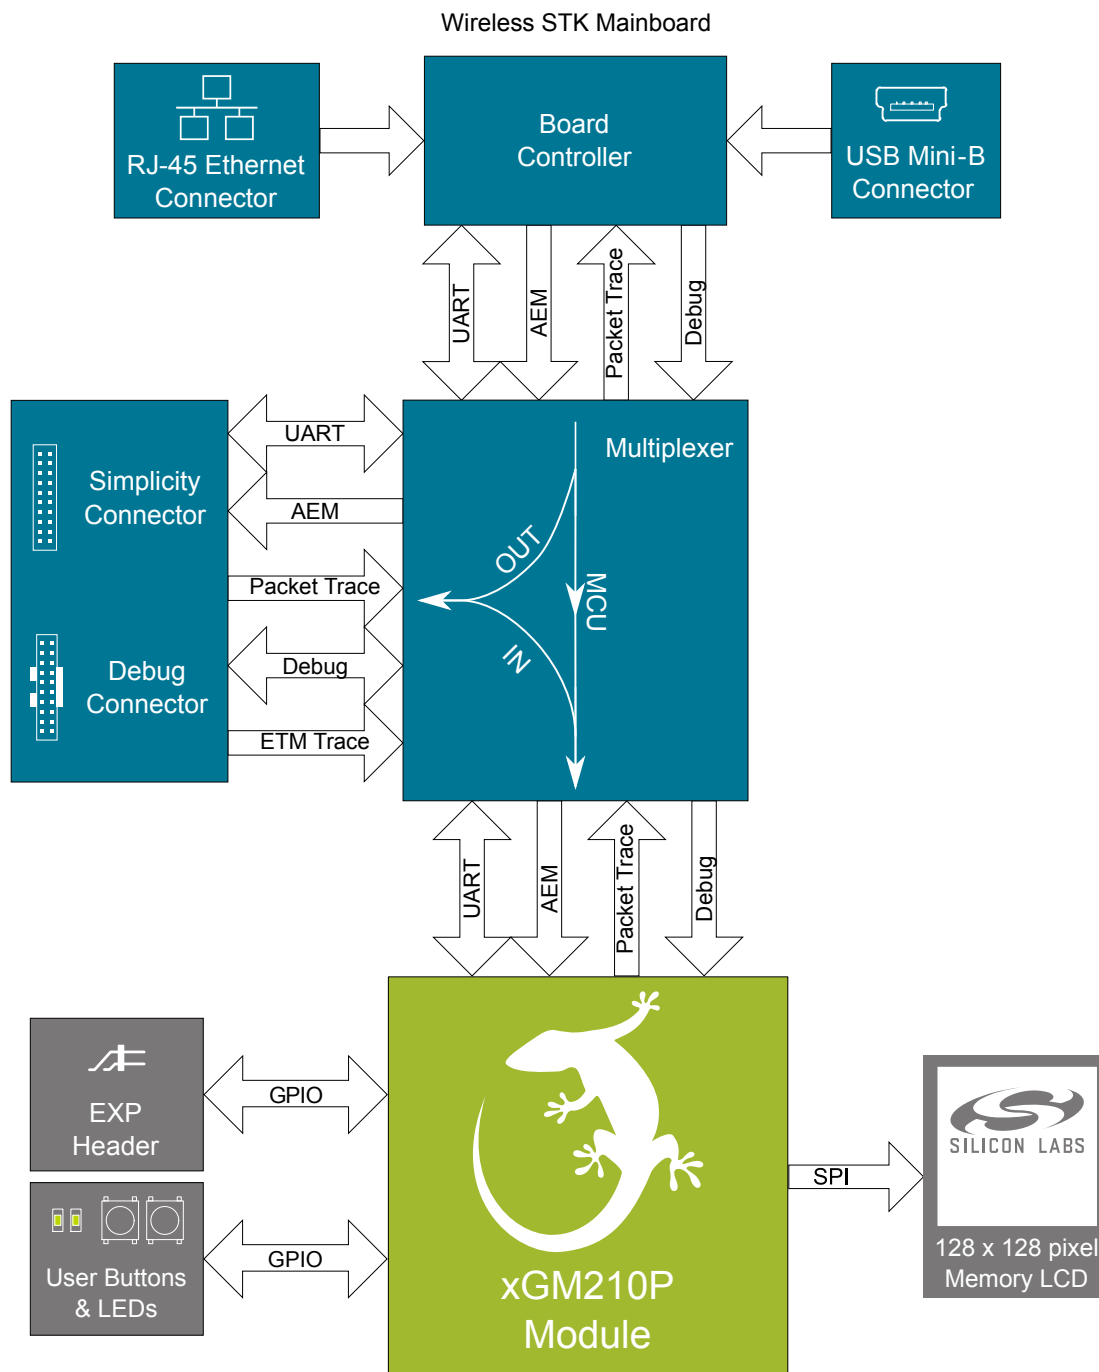 Wireless STK Mainboard
RJ-45 Ethernet
Connector
Board
Controller
USB Mini-B
Connector
UART
AEM
Packet Trace
Debug
Simplicity
Connector
Debug
Connector
UART
AEM
Packet Trace
Debug
ETM Trace
Multiplexer
OUT
MCU
IN
UART
AEM
Packet Trace
Debug
EXP
Header
GPIO
User Buttons
& LEDs
GPIO
xGM210P
Module
SPI
SILICON LABS
128 x 128 pixel
Memory LCD